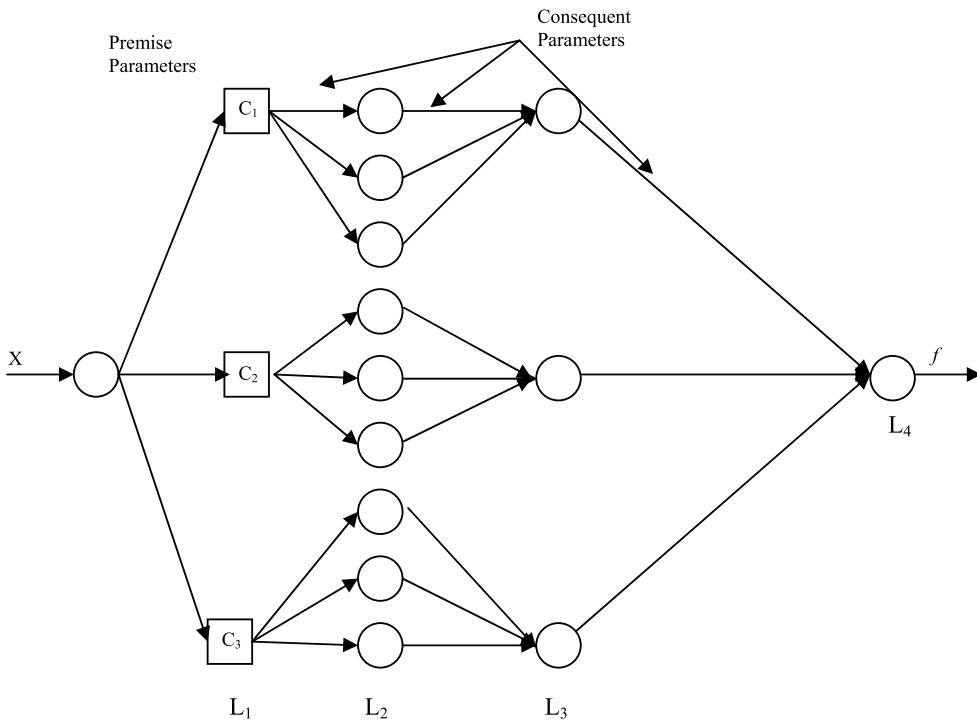 Consequent
Parameters
Premise
Parameters
C₁
X
C₂
f
L₄
C₃
L₁ L₂ L₃